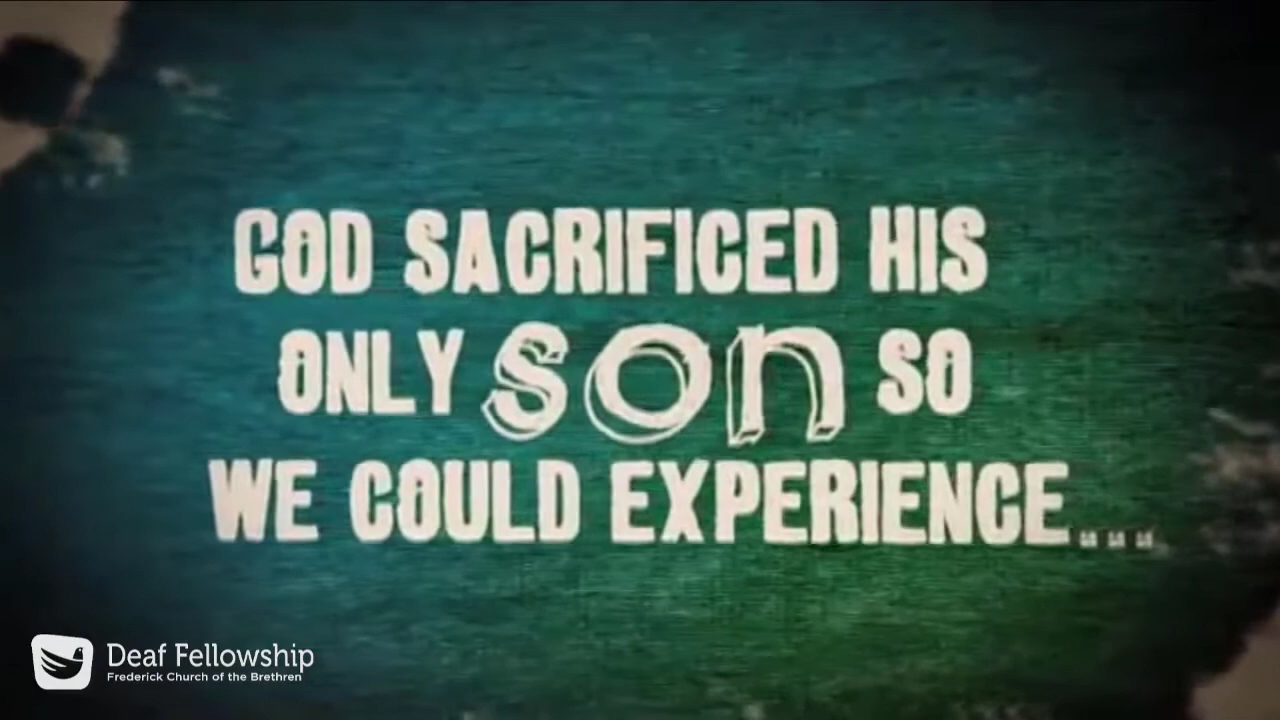 GOD SACRIFICED HIS
ONLY son SO
WE COULD EXPERIENCE...
Deaf Fellowship
Frederick Church of the Brethren